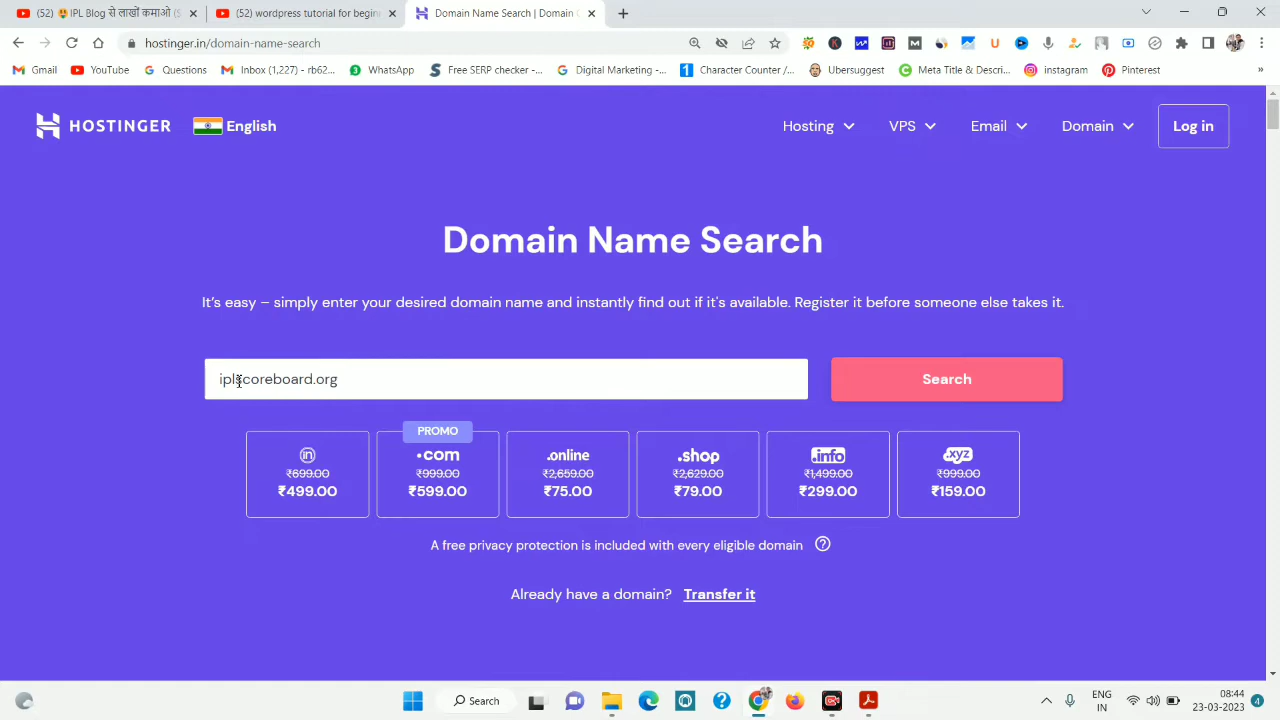 (52) 🤑 IPL Blog से लाखों कमाओ (S
(52) wordpress tutorial for beginne
Domain Name Search | Domain C
hostinger.in/domain-name-search
Gmail YouTube Question Inbox (1,227) - rb62... WhatsApp Free SERP checker -... Digital Marketing -... Character Counter /... Ubersuggest Meta Title & Descri... instagram Pinterest »
HOSTINGER English Hosting VPS Email Domain Log in
Domain Name Search
It's easy – simply enter your desired domain name and instantly find out if it's available. Register it before someone else takes it.
iplscoreboard.org Search
PROMO
in .com .online .shop .info .xyz
₹699.00 ₹999.00 ₹2,659.00 ₹2,629.00 ₹1,499.00 ₹999.00
₹499.00 ₹599.00 ₹75.00 ₹79.00 ₹299.00 ₹159.00
A free privacy protection is included with every eligible domain ?
Already have a domain? Transfer it
Search
ENG
IN
08:44
23-03-2023
4